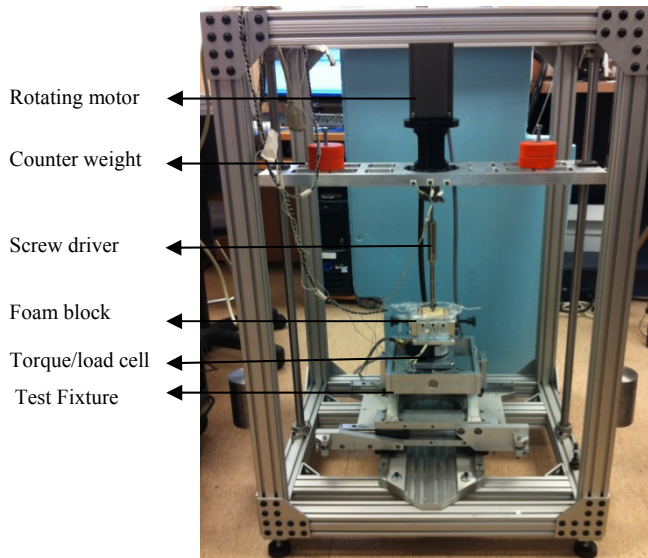 Rotating motor
Counter weight
Screw driver
Foam block
Torque/load cell
Test Fixture